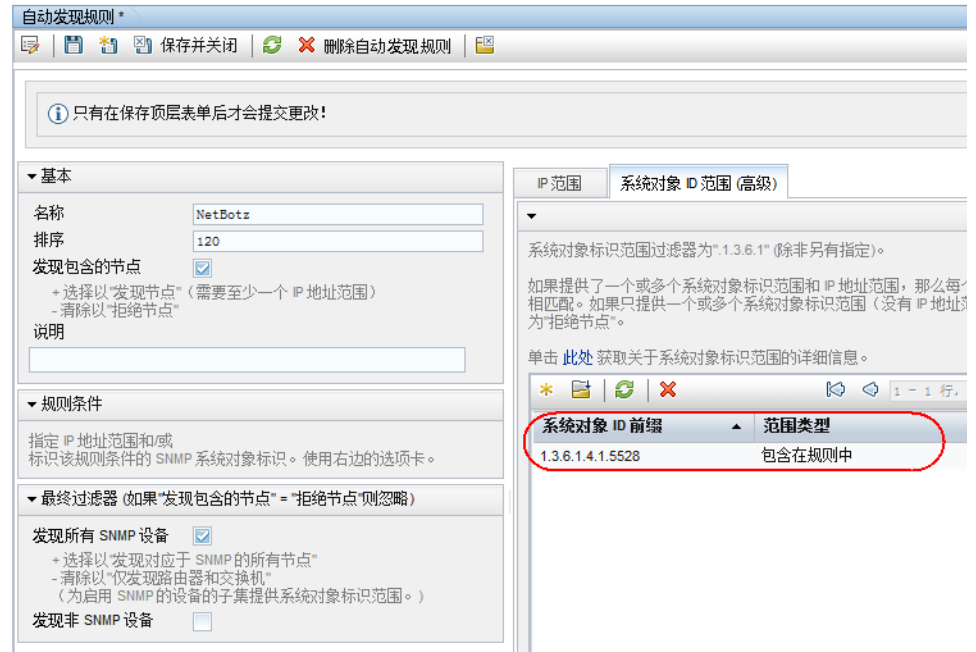 自动发现规则 *
保存并关闭
删除自动发现规则
只有在保存顶层表单后才会提交更改!
基本
名称
NetBotz
排序
120
发现包含的节点
+选择以"发现节点"（需要至少一个 IP 地址范围）
-清除以"拒绝节点"
说明
规则条件
指定 IP 地址范围和/或
标识该规则条件的 SNMP 系统对象标识。使用右边的选项卡。
最终过滤器 (如果"发现包含的节点" = "拒绝节点"则忽略)
发现所有 SNMP 设备
+选择以"发现对应于 SNMP 的所有节点"
-清除以"仅发现路由器和交换机"
（为启用 SNMP 的设备的子集提供系统对象标识范围。)
发现非 SNMP 设备
IP 范围
系统对象 ID 范围 (高级)
系统对象标识范围过滤器为".1.3.6.1" (除非另有指定)。
如果提供了一个或多个系统对象标识范围和 IP 地址范围，那么每
相匹配。如果只提供一个或多个系统对象标识范围（没有 IP 地址
为"拒绝节点"。
单击 此处 获取关于系统对象标识范围的详细信息。
1 - 1 行,
系统对象 ID 前缀 范围类型
1.3.6.1.4.1.5528 包含在规则中